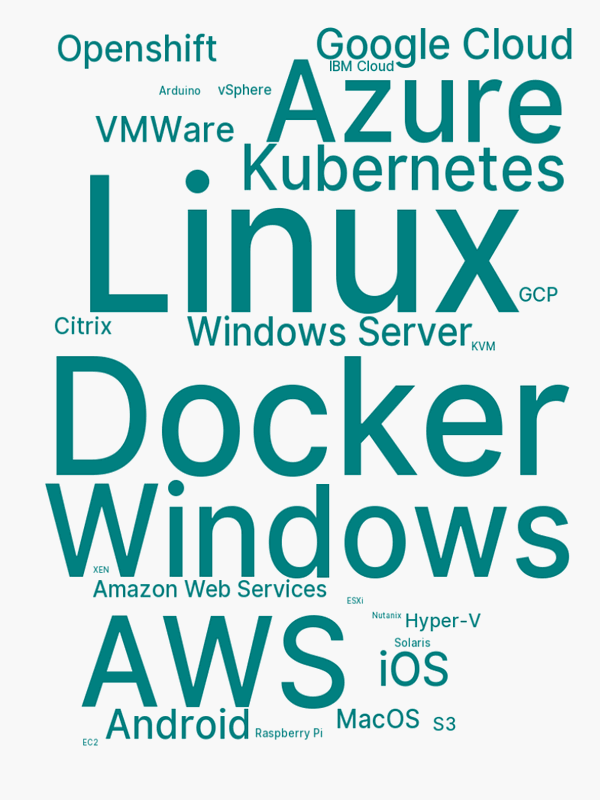 Openshift
Google Cloud
IBM Cloud
Arduino
vSphere
Azure
VMWare
Kubernetes
Linux
GCP
Citrix
Windows Server
KVM
Docker
Windows
XEN
Amazon Web Services
ESXi
Nutanix
Hyper-V
AWS
Solaris
iOS
Android
Raspberry Pi
MacOS
S3
EC2